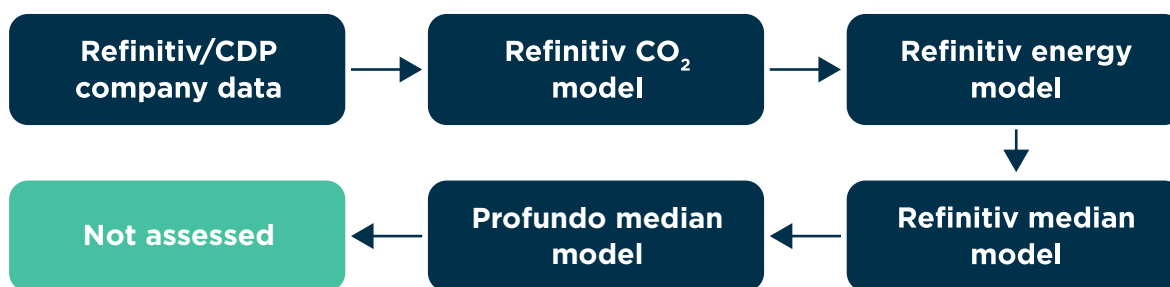 Refinitiv/CDP
company data
Refinitiv CO₂
model
Refinitiv energy
model
Not assessed
Profundo median
model
Refinitiv median
model